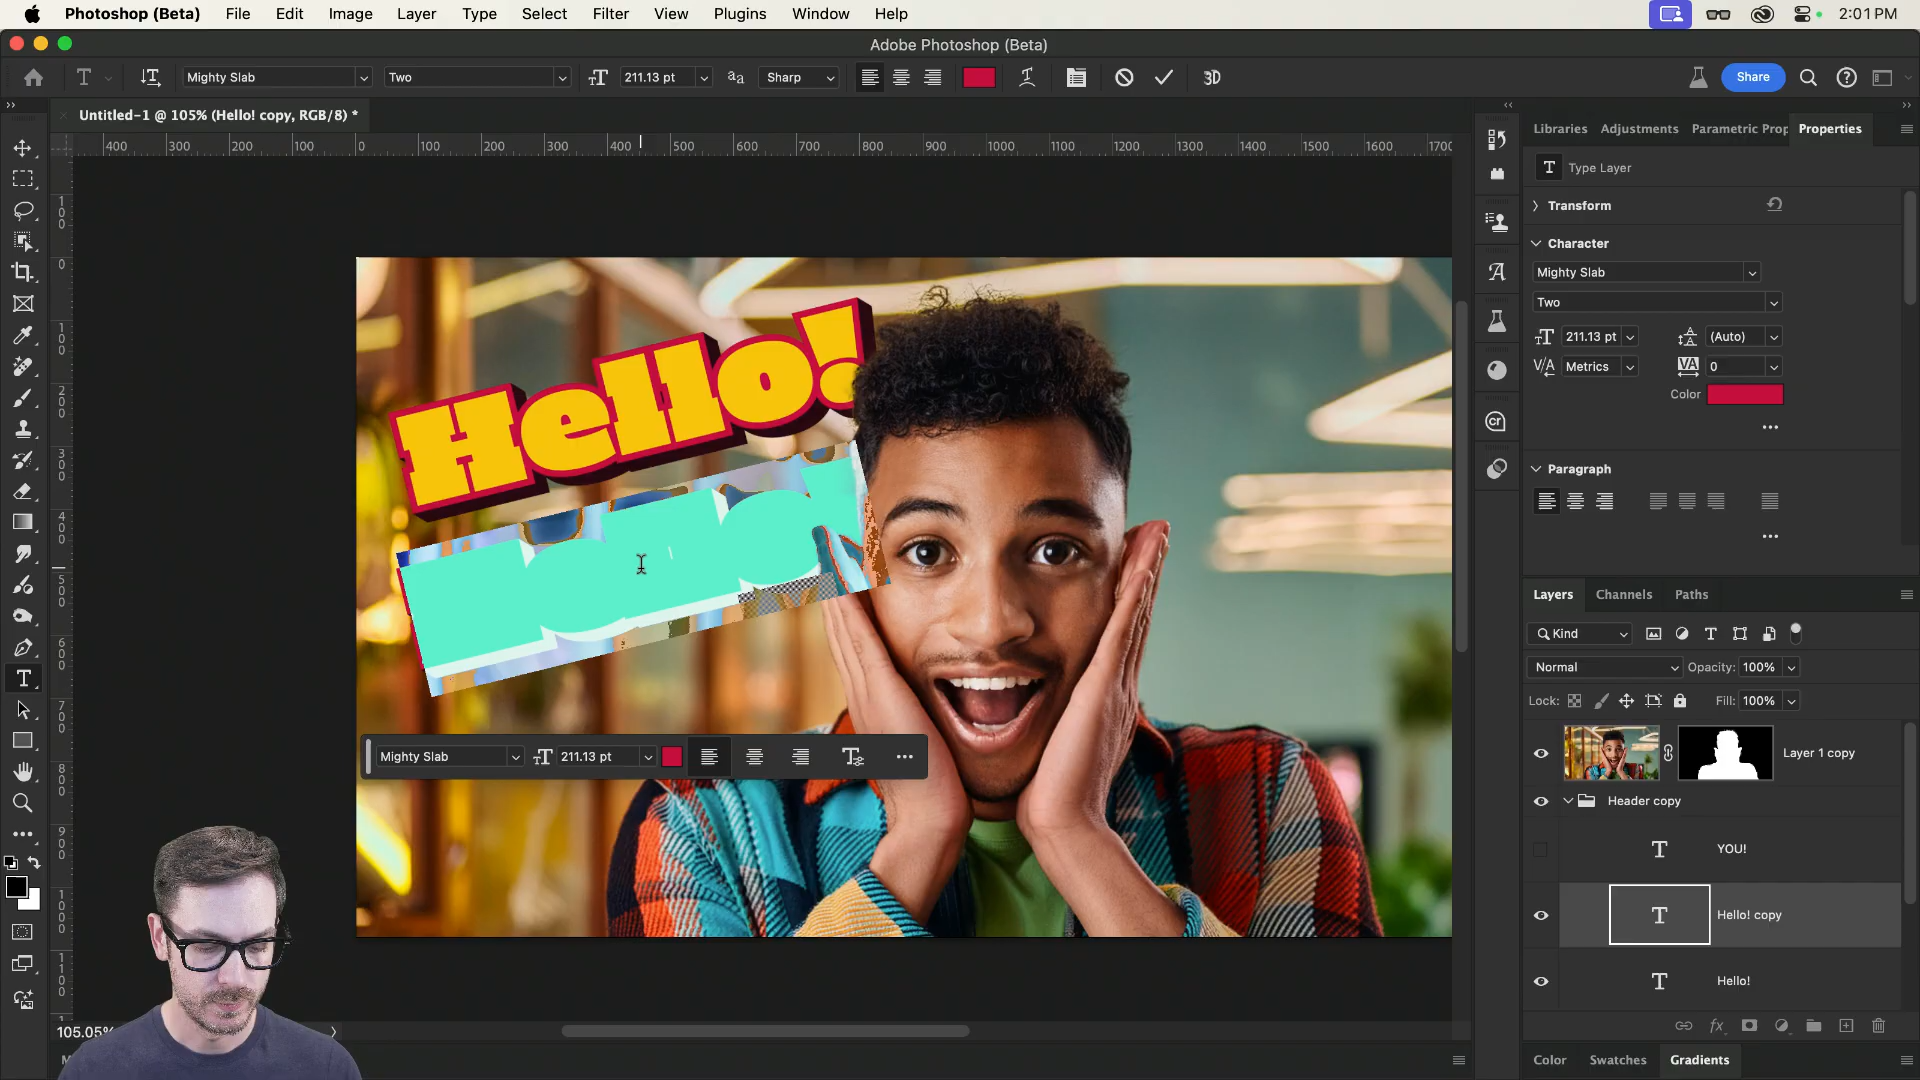 Photoshop (Beta) File Edit Image Layer Type Select Filter View Plugins Window Help 2:01 PM
Adobe Photoshop (Beta)
Mighty Slab Two 211.13 pt Sharp 3D Share
Untitled-1 @ 105% (Hello! copy, RGB/8) *
Libraries Adjustments Parametric Prop Properties
400 300 200 100 0 100 200 300 400 500 600 700 800 900 1000 1100 1200 1300 1400 1500 1600 1700
Type Layer
Transform
Character
Mighty Slab
Two
211.13 pt (Auto)
Metrics 0
Color
Paragraph
Hello!
Mighty Slab 211.13 pt
Layers Channels Paths
Kind
Normal Opacity: 100%
Lock: Fill: 100%
Layer 1 copy
Header copy
T YOU!
T Hello! copy
T Hello!
105.05%
Color Swatches Gradients